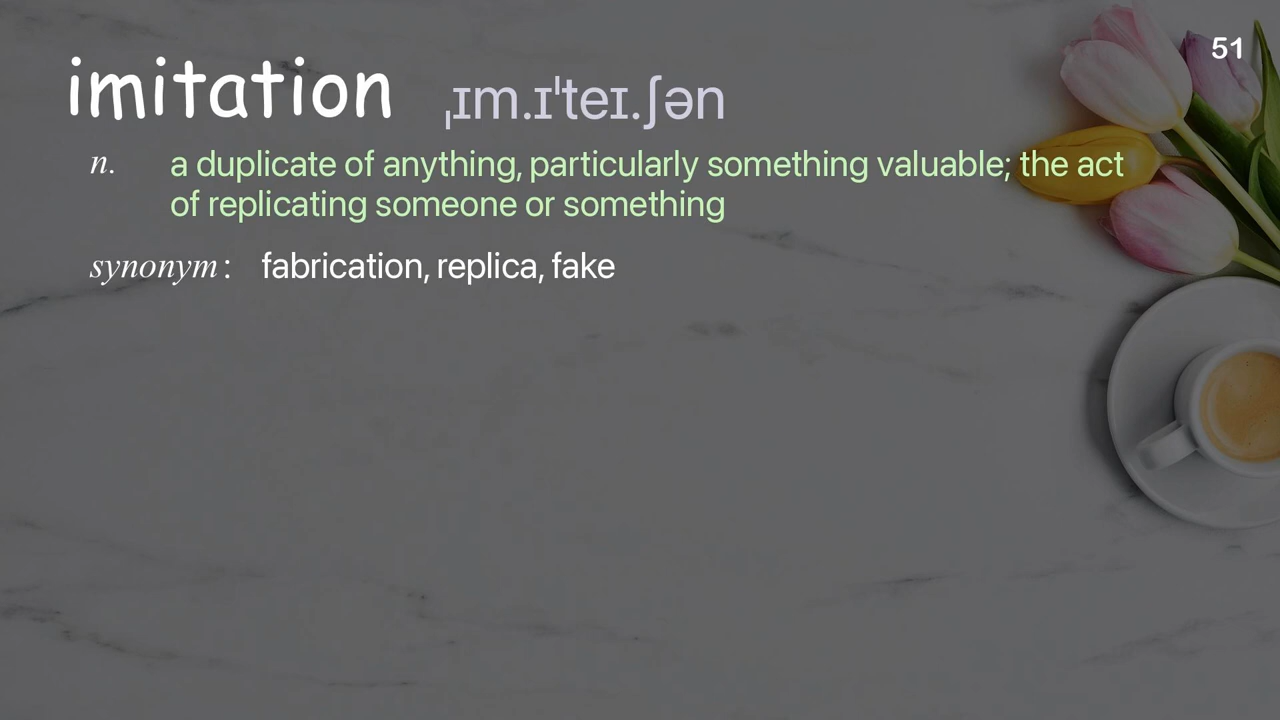 51
imitation ˌɪm.ɪˈteɪ.ʃən
n. a duplicate of anything, particularly something valuable; the act
of replicating someone or something
synonym: fabrication, replica, fake